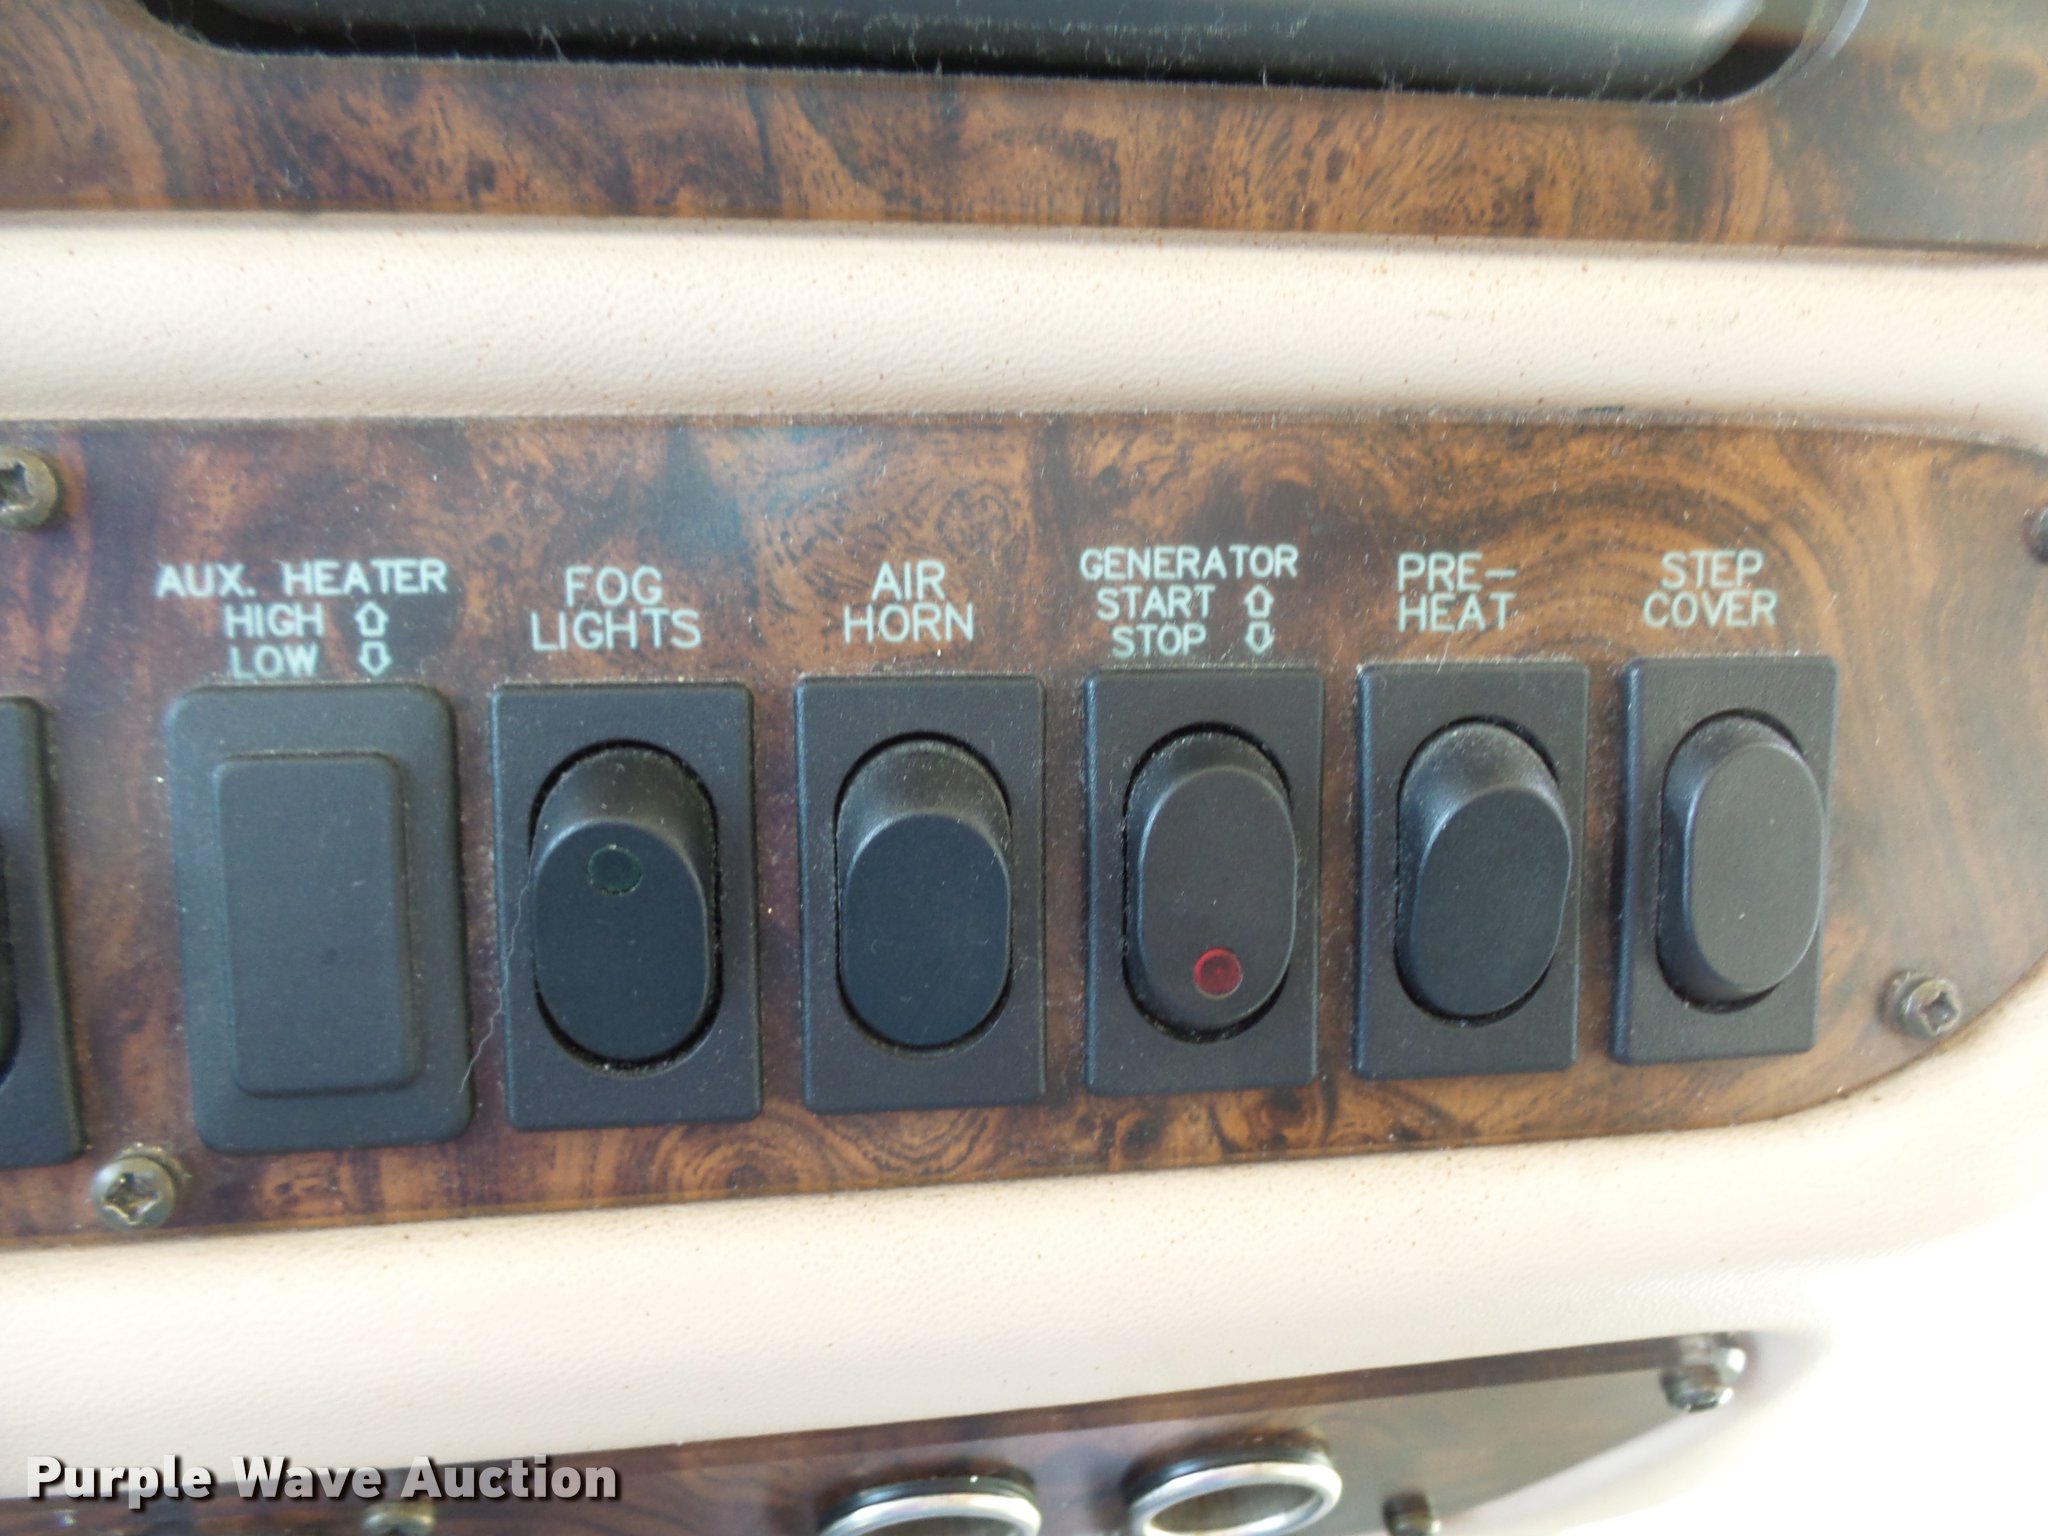 AUX. HEATER
HIGH ⇧
LOW ⇩
FOG
LIGHTS
AIR
HORN
GENERATOR
START ⇧
STOP ⇩
PRE-
HEAT
STEP
COVER
Purple Wave Auction